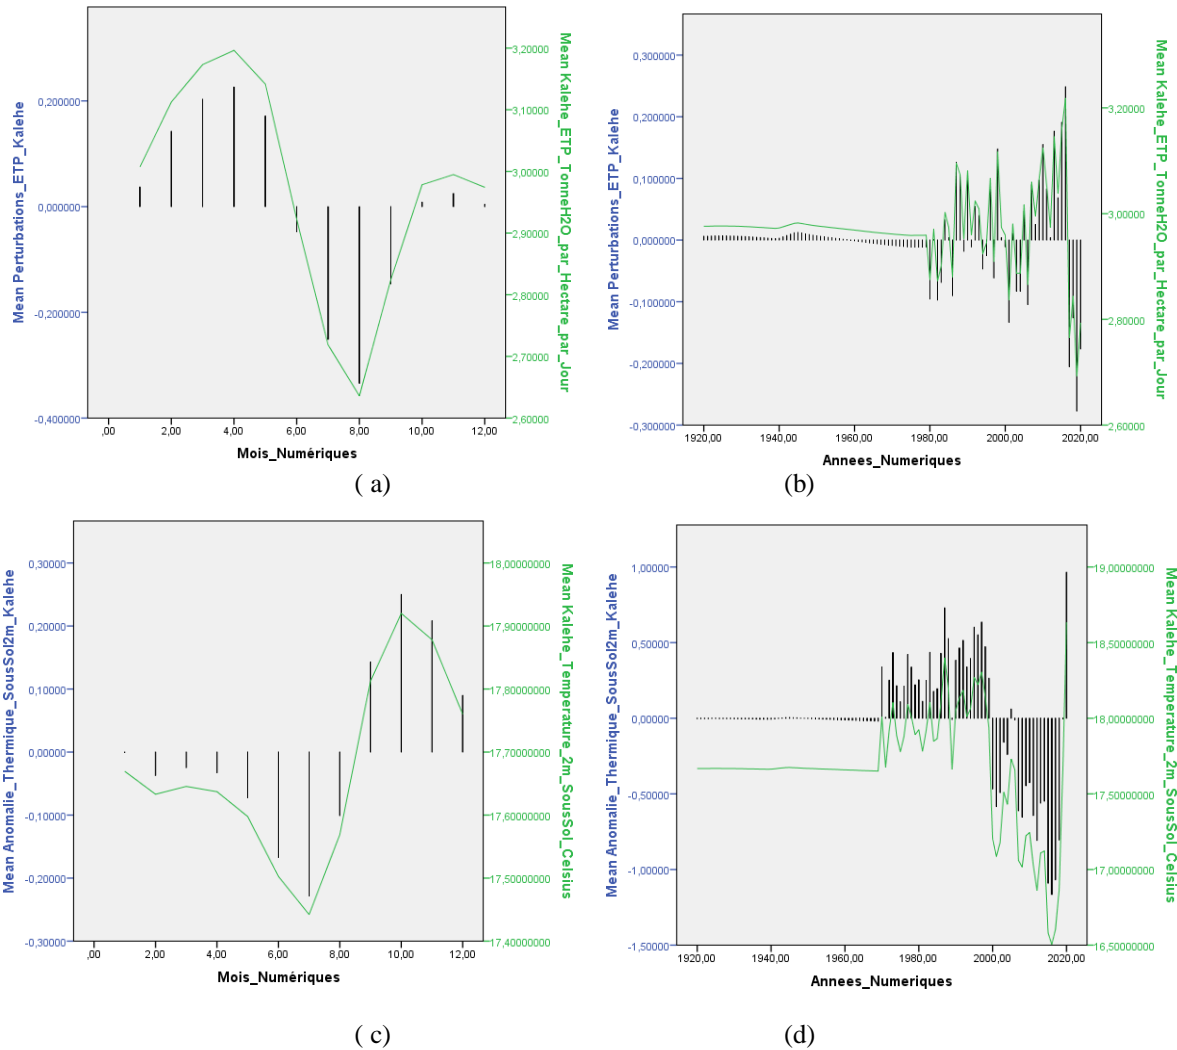 Mean Perturbations_ETP_Kalehe
0,200000
0,000000
-0,200000
-0,400000
3,20000
3,10000
3,00000
2,90000
2,80000
2,70000
2,60000
Mean Kalehe_ETP_TonneH2O_par_Hectare_par_Jour
,00 2,00 4,00 6,00 8,00 10,00 12,00
Mois_Numériques
( a)
Mean Perturbations_ETP_Kalehe
0,300000
0,200000
0,100000
0,000000
-0,100000
-0,200000
-0,300000
3,20000
3,00000
2,80000
2,60000
Mean Kalehe_ETP_TonneH2O_par_Hectare_par_Jour
1920,00 1940,00 1960,00 1980,00 2000,00 2020,00
Annees_Numeriques
(b)
Mean Anomalie_Thermique_SousSol2m_Kalehe
0,30000
0,20000
0,10000
0,00000
-0,10000
-0,20000
-0,30000
18,00000000
17,90000000
17,80000000
17,70000000
17,60000000
17,50000000
17,40000000
Mean Kalehe_Temperature_2m_SousSol_Celsius
,00 2,00 4,00 6,00 8,00 10,00 12,00
Mois_Numériques
( c)
Mean Anomalie_Thermique_SousSol2m_Kalehe
1,00000
0,50000
0,00000
-0,50000
-1,00000
-1,50000
19,00000000
18,50000000
18,00000000
17,50000000
17,00000000
16,50000000
Mean Kalehe_Temperature_2m_SousSol_Celsius
1920,00 1940,00 1960,00 1980,00 2000,00 2020,00
Annees_Numeriques
(d)